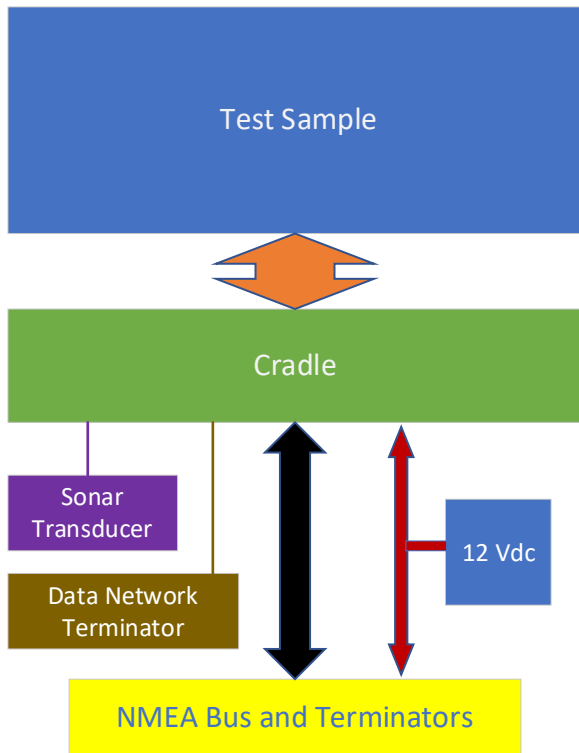 Test Sample
Cradle
Sonar
Transducer
12 Vdc
Data Network
Terminator
NMEA Bus and Terminators